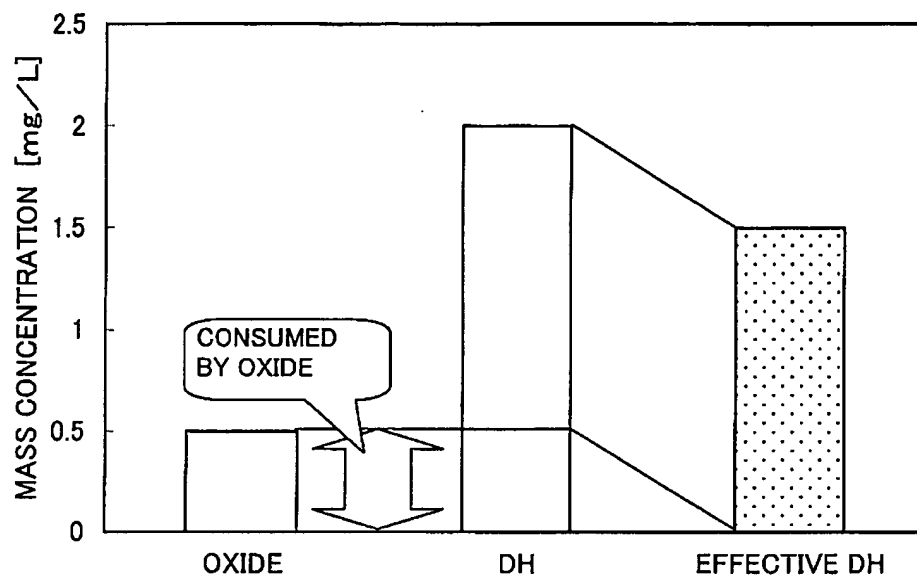 MASS CONCENTRATION [mg/L]
2.5
2
1.5
1
0.5
0
CONSUMED
BY OXIDE
OXIDE
DH
EFFECTIVE DH